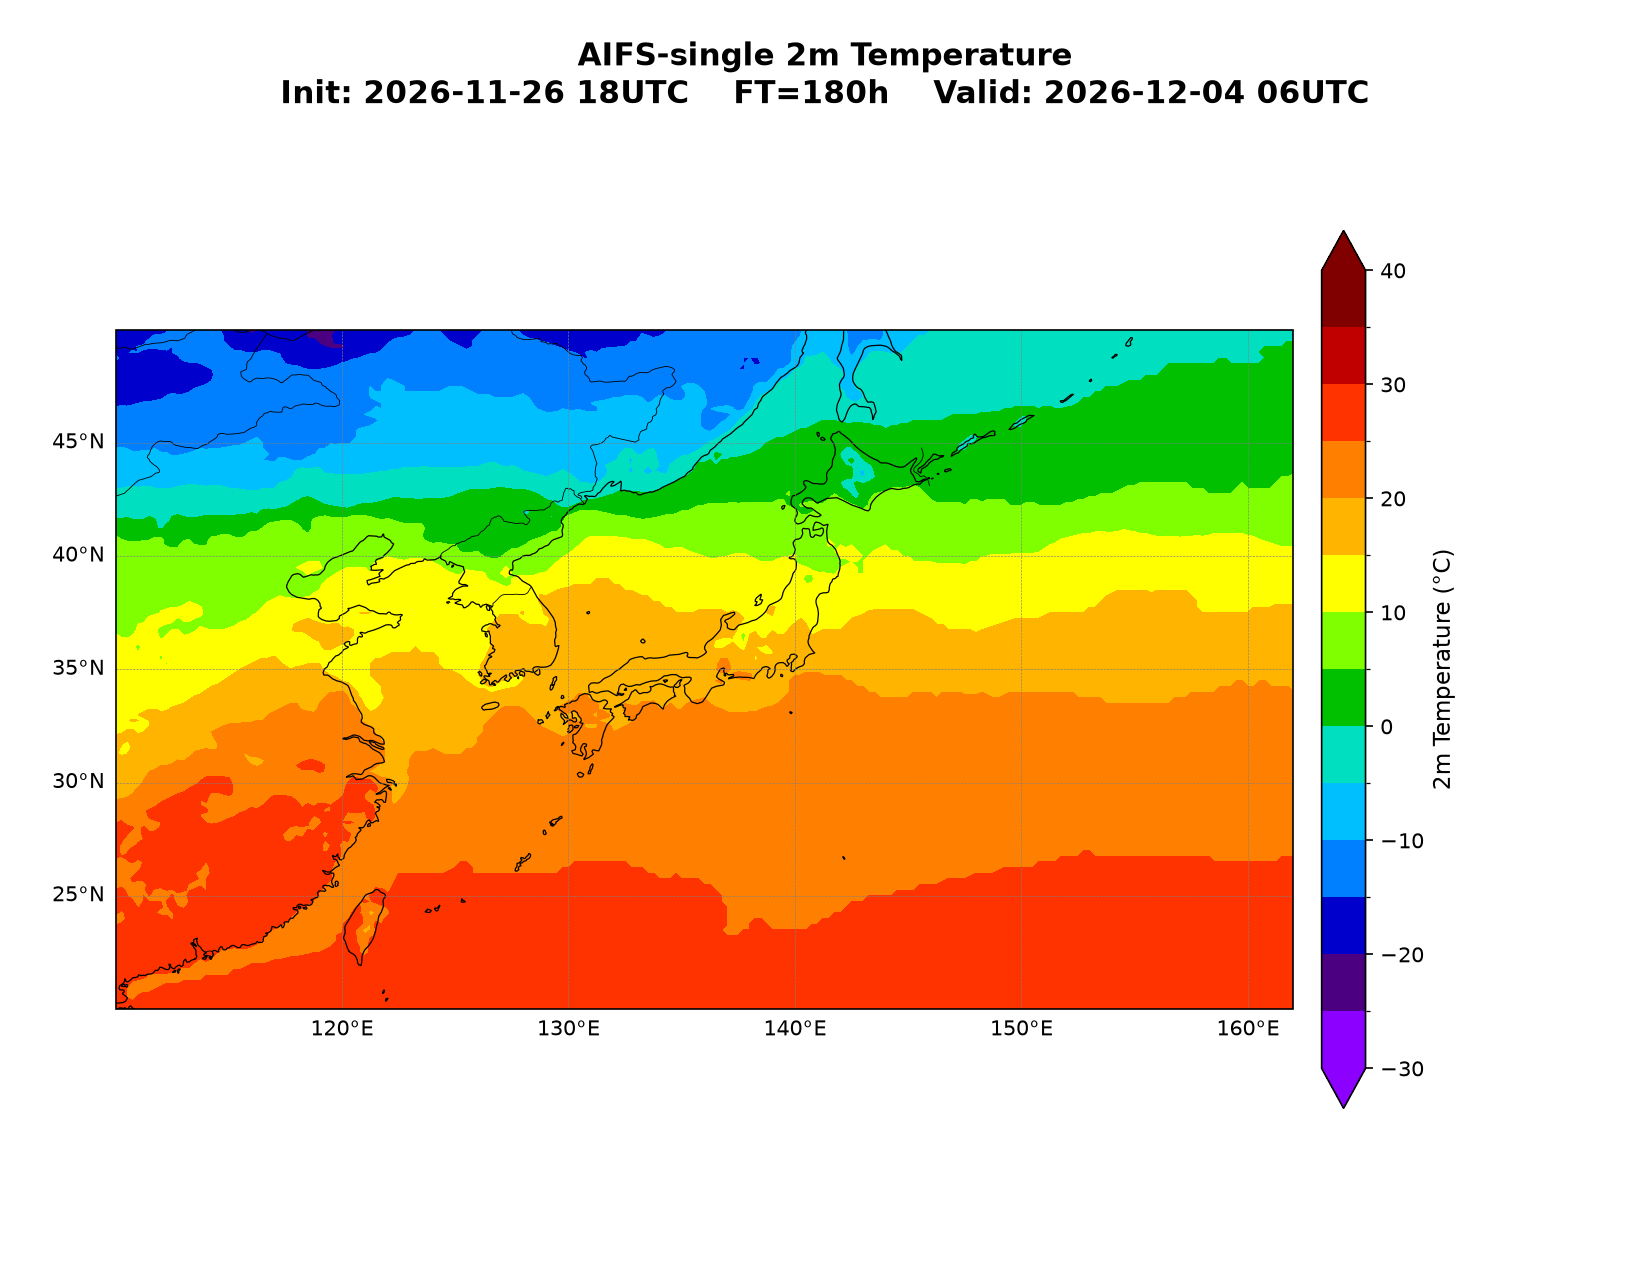 AIFS-single 2m Temperature
Init: 2026-11-26 18UTC    FT=180h    Valid: 2026-12-04 06UTC
45°N
40°N
35°N
30°N
25°N
120°E
130°E
140°E
150°E
160°E
40
30
20
10
0
−10
−20
−30
2m Temperature (°C)